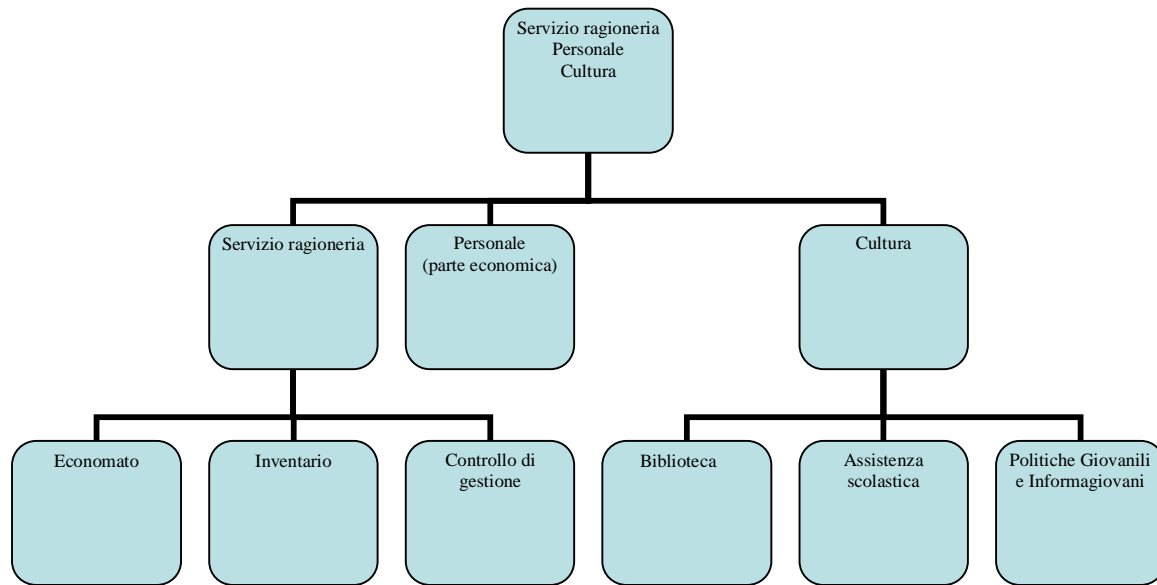 Servizio ragioneria
Personale
Cultura
Servizio ragioneria
Personale
(parte economica)
Cultura
Economato
Inventario
Controllo di
gestione
Biblioteca
Assistenza
scolastica
Politiche Giovanili
e Informagiovani